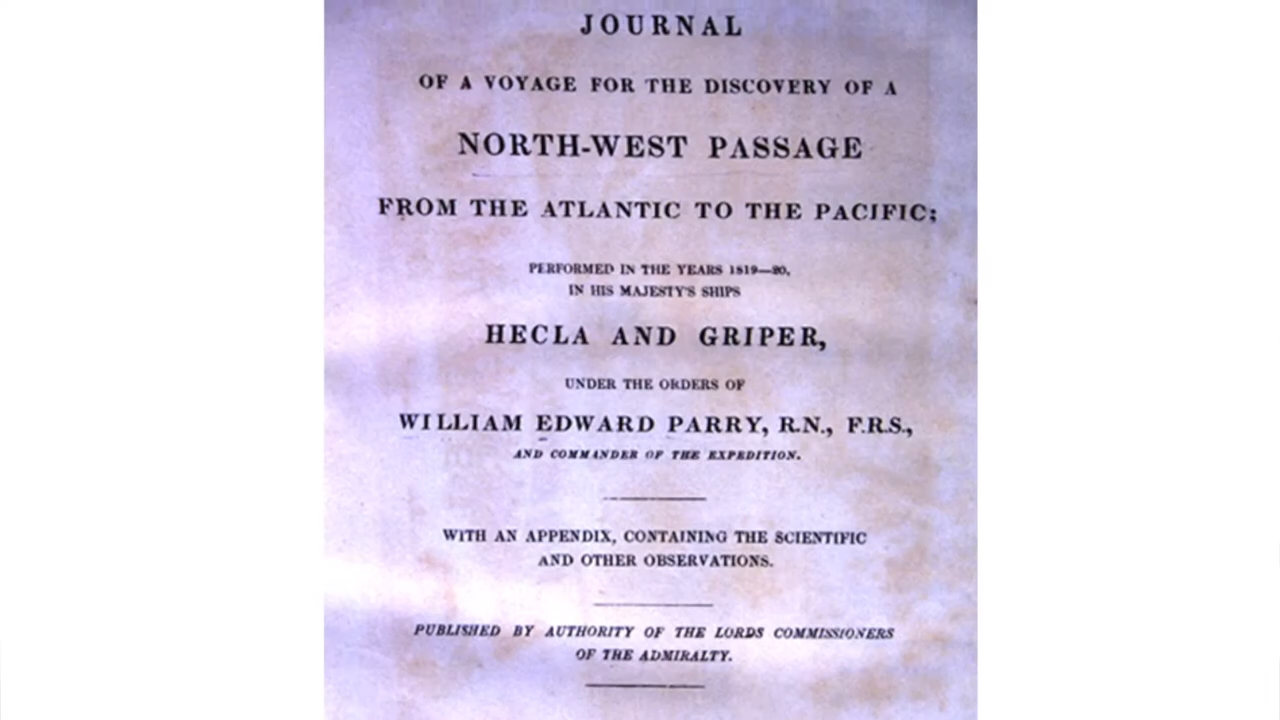 JOURNAL
OF A VOYAGE FOR THE DISCOVERY OF A
NORTH-WEST PASSAGE
FROM THE ATLANTIC TO THE PACIFIC;
PERFORMED IN THE YEARS 1819—20,
IN HIS MAJESTY'S SHIPS
HECLA AND GRIPER,
UNDER THE ORDERS OF
WILLIAM EDWARD PARRY, R.N., F.R.S.,
AND COMMANDER OF THE EXPEDITION.
WITH AN APPENDIX, CONTAINING THE SCIENTIFIC
AND OTHER OBSERVATIONS.
PUBLISHED BY AUTHORITY OF THE LORDS COMMISSIONERS
OF THE ADMIRALTY.